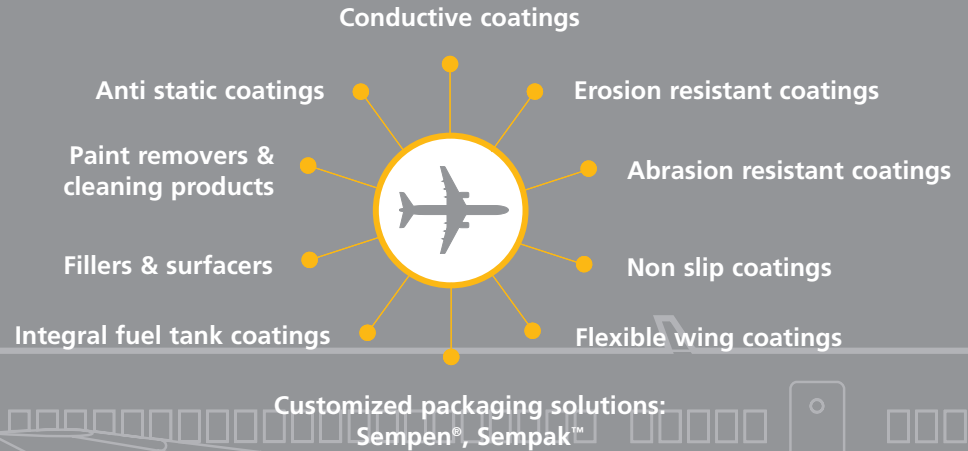 Conductive coatings
Anti static coatings
Erosion resistant coatings
Paint removers &
cleaning products
Abrasion resistant coatings
Fillers & surfacers
Non slip coatings
Integral fuel tank coatings
Flexible wing coatings
Customized packaging solutions:
Sempen®, Sempak™